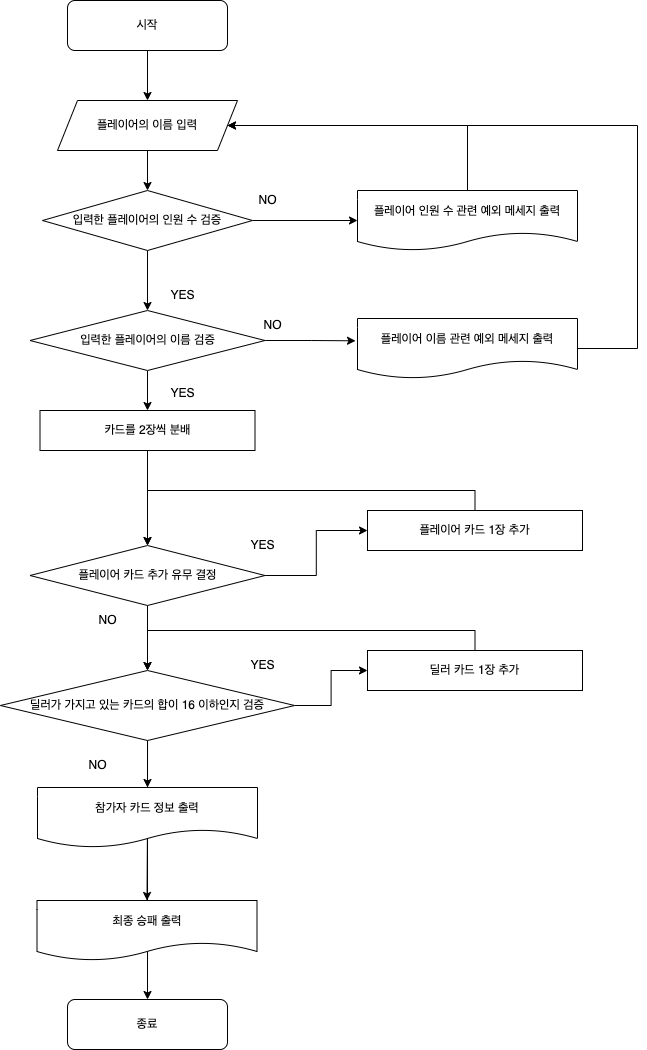 시작
플레이어의 이름 입력
입력한 플레이어의 인원 수 검증
NO
플레이어 인원 수 관련 예외 메세지 출력
YES
입력한 플레이어의 이름 검증
NO
플레이어 이름 관련 예외 메세지 출력
YES
카드를 2장씩 분배
플레이어 카드 추가 유무 결정
YES
플레이어 카드 1장 추가
NO
딜러가 가지고 있는 카드의 합이 16 이하인지 검증
YES
딜러 카드 1장 추가
NO
참가자 카드 정보 출력
최종 승패 출력
종료